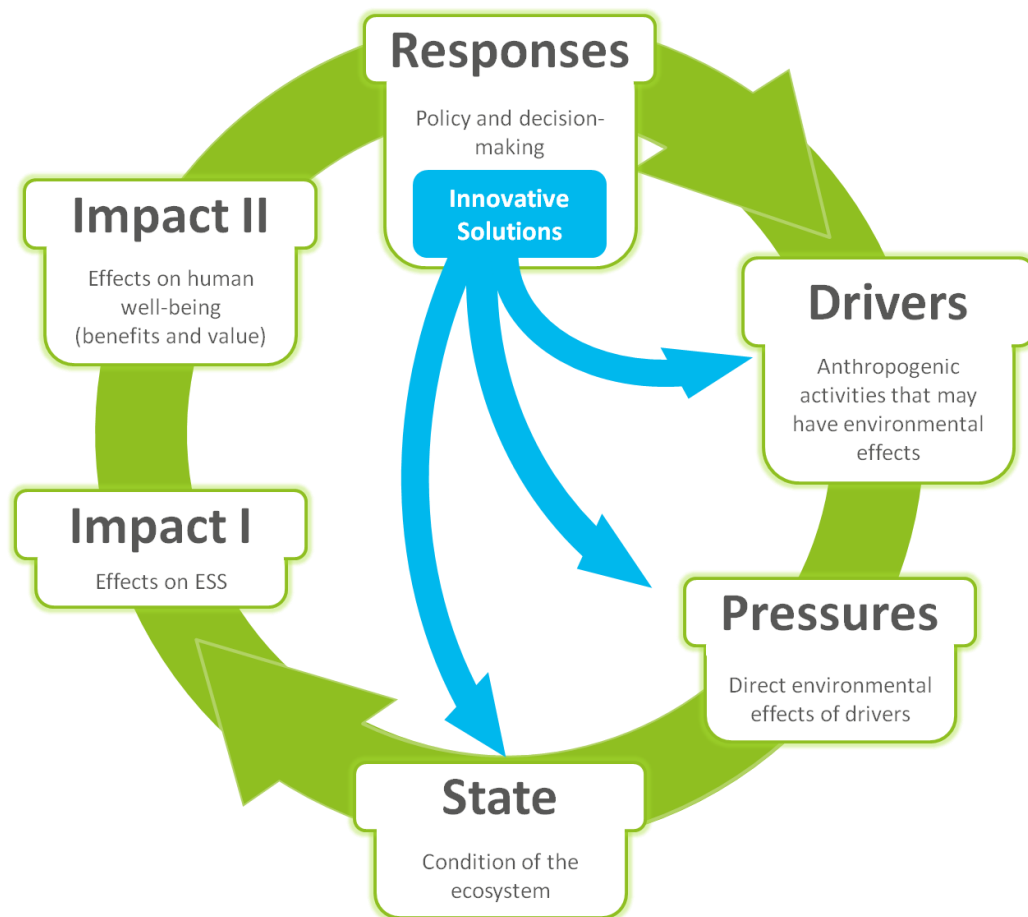 Responses
Policy and decision-
making
Innovative
Solutions
Drivers
Anthropogenic
activities that may
have environmental
effects
Pressures
Direct environmental
effects of drivers
State
Condition of the
ecosystem
Impact I
Effects on ESS
Impact II
Effects on human
well-being
(benefits and value)